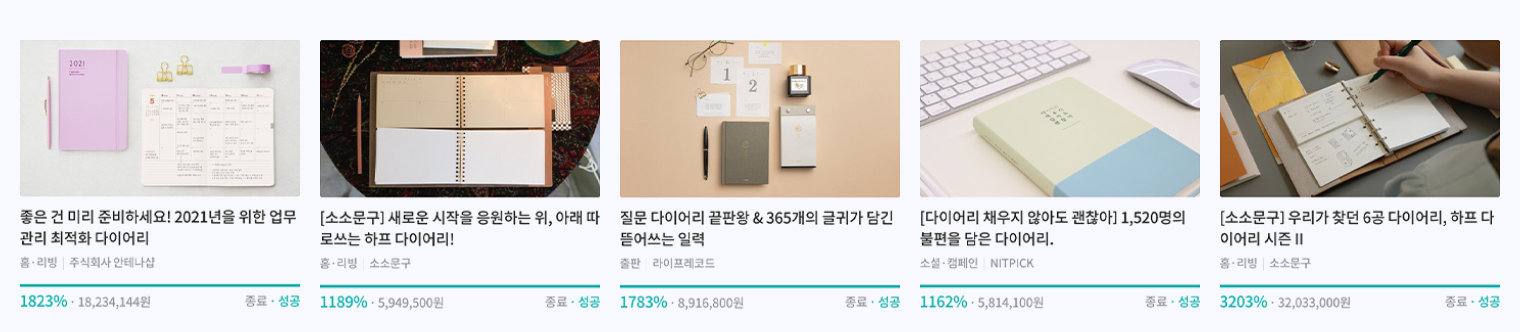 2021
5
1
2
좋은 건 미리 준비하세요! 2021년을 위한 업무
관리 최적화 다이어리
홈·리빙 | 주식회사 안테나샵
1823% · 18,234,144원 종료 · 성공
[소소문구] 새로운 시작을 응원하는 위, 아래 따
로쓰는 하프 다이어리!
홈·리빙 | 소소문구
1189% · 5,949,500원 종료 · 성공
질문 다이어리 끝판왕 & 365개의 글귀가 담긴
뜯어쓰는 일력
출판 | 라이프레코드
1783% · 8,916,800원 종료 · 성공
[다이어리 채우지 않아도 괜찮아] 1,520명의
불편을 담은 다이어리.
소셜·캠페인 | NITPICK
1162% · 5,814,100원 종료 · 성공
[소소문구] 우리가 찾던 6공 다이어리, 하프 다
이어리 시즌 II
홈·리빙 | 소소문구
3203% · 32,033,000원 종료 · 성공